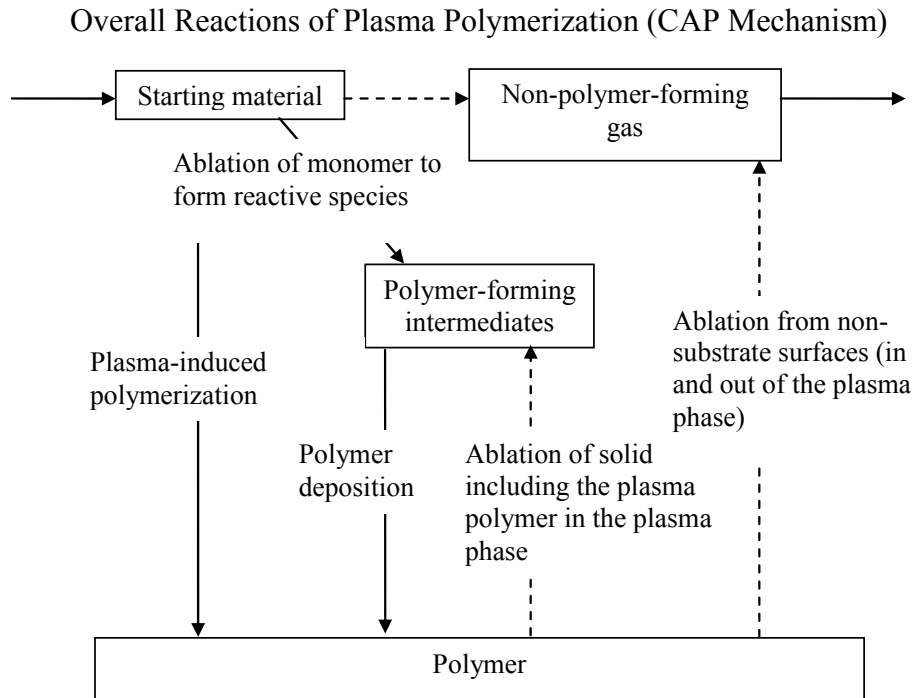 Overall Reactions of Plasma Polymerization (CAP Mechanism)
Starting material
Non-polymer-forming
gas
Ablation of monomer to
form reactive species
Polymer-forming
intermediates
Ablation from non-
substrate surfaces (in
and out of the plasma
phase)
Plasma-induced
polymerization
Polymer
deposition
Ablation of solid
including the plasma
polymer in the plasma
phase
Polymer